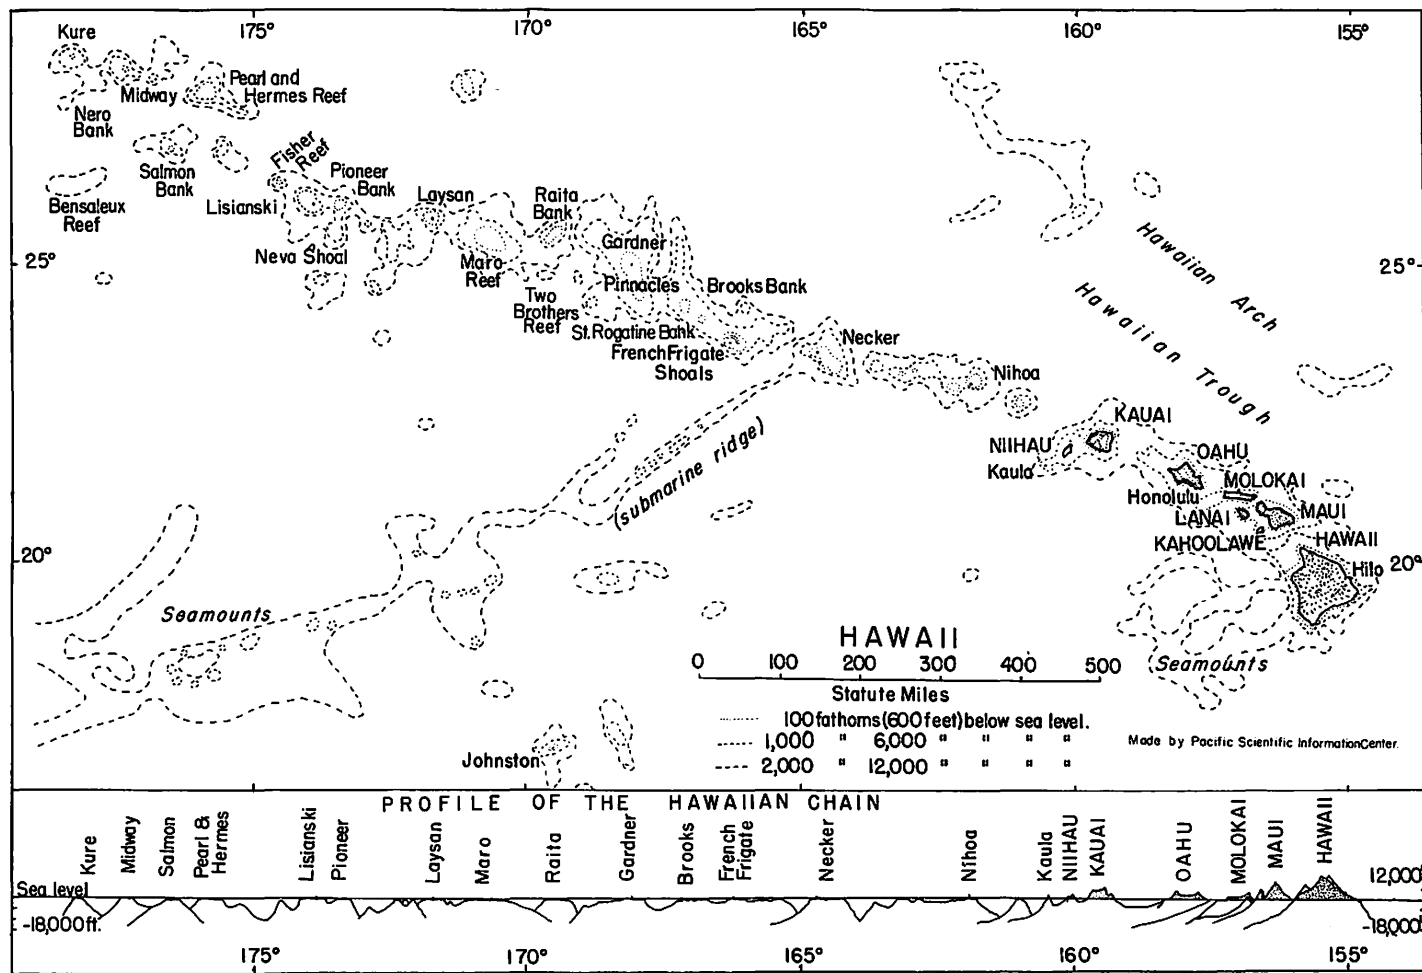 175°
170°
165°
160°
155°
Kure
Midway
Pearl and
Hermes Reef
Nero
Bank
Salmon
Bank
Bensaleux
Reef
Fisher
Reef
Pioneer
Bank
Lisianski
Neva Shoal
Laysan
Maro
Reef
Raita
Bank
Two
Brothers
Reef
Gardner
Pinnacles
St. Rogatine Bank
Brooks Bank
French Frigate
Shoals
Necker
Nihoa
Hawaiian Arch
Hawaiian Trough
25°
25°
KAUAI
NIIHAU
Kaula
OAHU
Honolulu
MOLOKAI
LANAI
MAUI
KAHOOLAWE
HAWAII
Hilo
20°
20°
(submarine ridge)
Seamounts
Seamounts
Johnston
HAWAII
0 100 200 300 400 500
Statute Miles
100 fathoms (600 feet) below sea level.
1,000 " 6,000 " " " "
2,000 " 12,000 " " " "
Made by Pacific Scientific Information Center.
PROFILE OF THE HAWAIIAN CHAIN
Kure
Midway
Salmon
Pearl &
Hermes
Lisianski
Pioneer
Laysan
Maro
Raita
Gardner
Brooks
French
Frigate
Necker
Nihoa
Kaula
NIIHAU
KAUAI
OAHU
MOLOKAI
MAUI
HAWAII
Sea level
12,000
-18,000 ft.
-18,000
175°
170°
165°
160°
155°